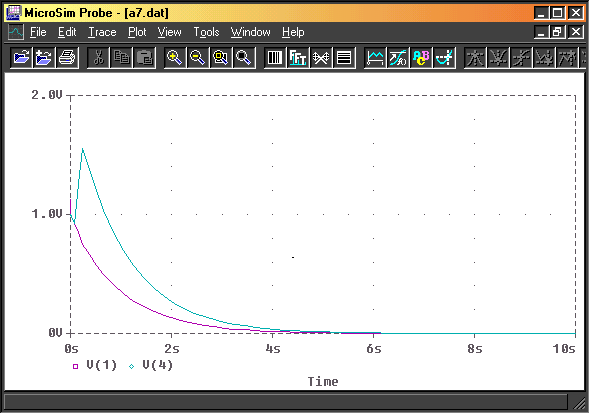 MicroSim Probe - [a7.dat]
File Edit Trace Plot View Tools Window Help
FFT
2.0V
1.0V
0V
0s 2s 4s 6s 8s 10s
V(1) V(4)
Time